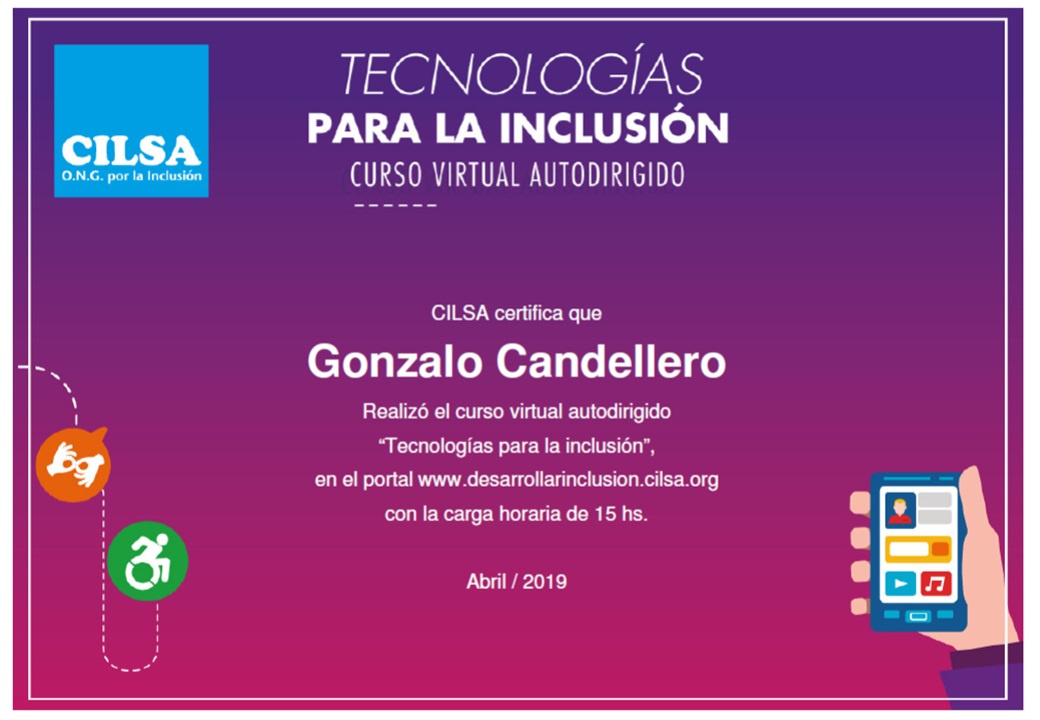 CILSA
O.N.G. por la Inclusión
TECNOLOGÍAS
PARA LA INCLUSIÓN
CURSO VIRTUAL AUTODIRIGIDO
CILSA certifica que
Gonzalo Candellero
Realizó el curso virtual autodirigido
“Tecnologías para la inclusión”,
en el portal www.desarrollarinclusion.cilsa.org
con la carga horaria de 15 hs.
Abril / 2019